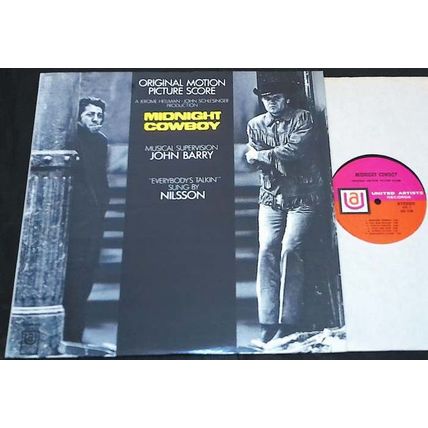 ORIGINAL MOTION
PICTURE SCORE
A JEROME HELLMAN · JOHN SCHLESINGER
PRODUCTION
MIDNIGHT
COWBOY
MUSICAL SUPERVISION
JOHN BARRY
"EVERYBODY'S TALKIN'"
SUNG BY
NILSSON
MIDNIGHT COWBOY
UNITED ARTISTS
RECORDS
STEREO